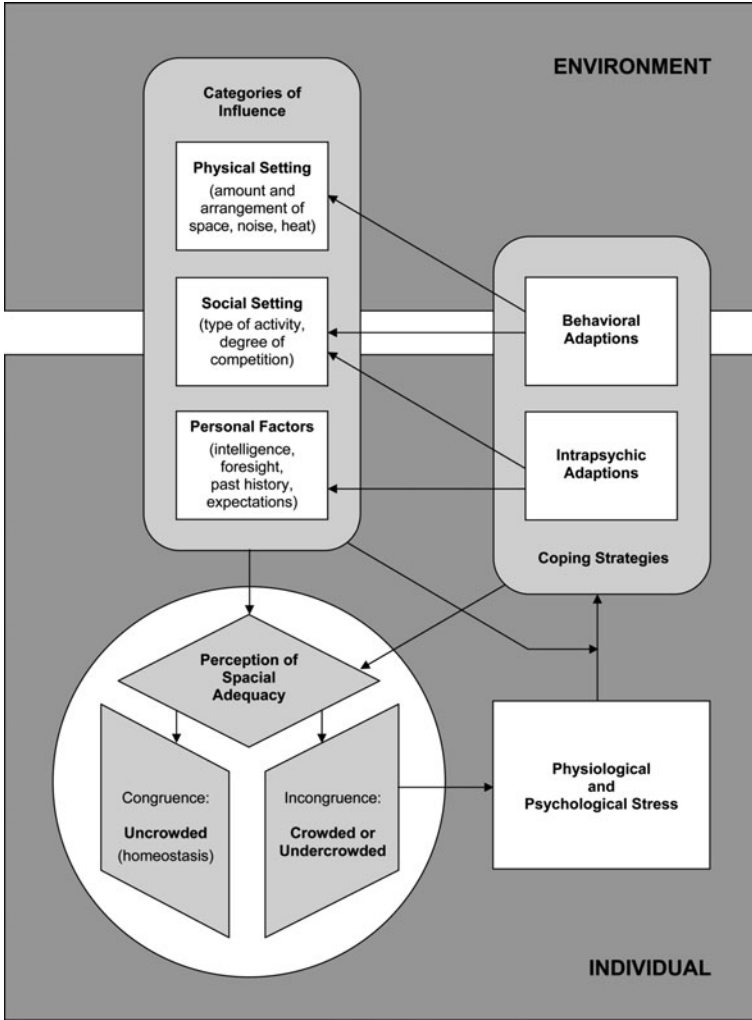 ENVIRONMENT
Categories of
Influence
Physical Setting
(amount and
arrangement of
space, noise, heat)
Social Setting
(type of activity,
degree of
competition)
Personal Factors
(intelligence,
foresight,
past history,
expectations)
Behavioral
Adaptions
Intrapsychic
Adaptions
Coping Strategies
Perception of
Spacial
Adequacy
Congruence:
Uncrowded
(homeostasis)
Incongruence:
Crowded or
Undercrowded
Physiological
and
Psychological Stress
INDIVIDUAL